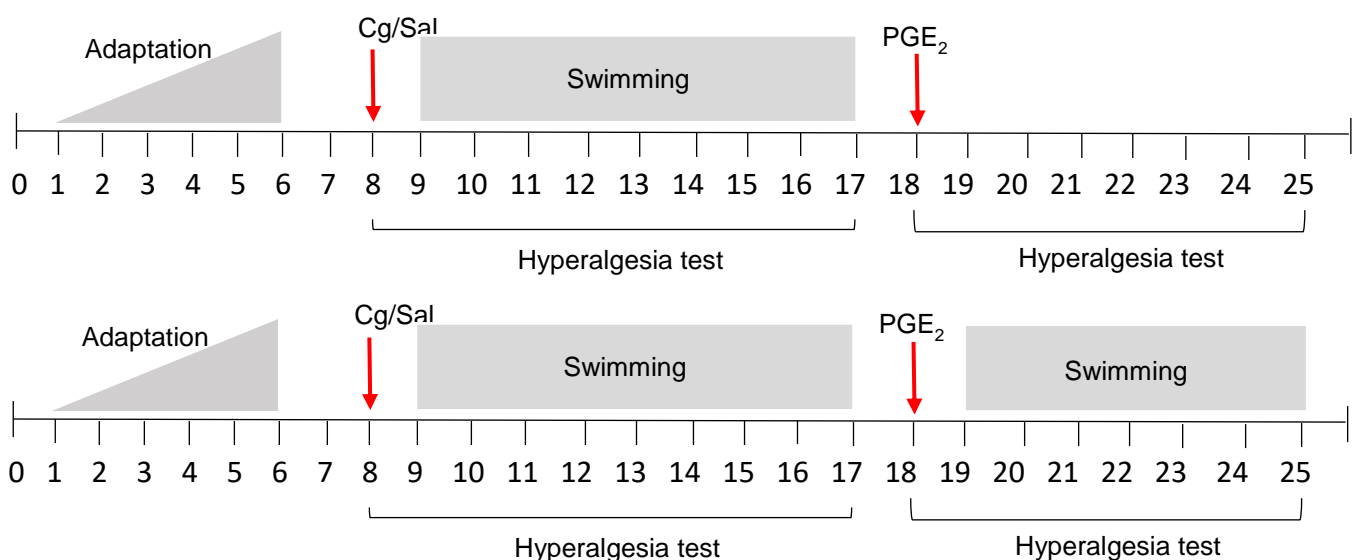 Cg/Sal
PGE₂
Adaptation
Swimming
0 1 2 3 4 5 6 7 8 9 10 11 12 13 14 15 16 17 18 19 20 21 22 23 24 25
Hyperalgesia test Hyperalgesia test
Cg/Sal PGE₂
Adaptation
Swimming Swimming
0 1 2 3 4 5 6 7 8 9 10 11 12 13 14 15 16 17 18 19 20 21 22 23 24 25
Hyperalgesia test Hyperalgesia test